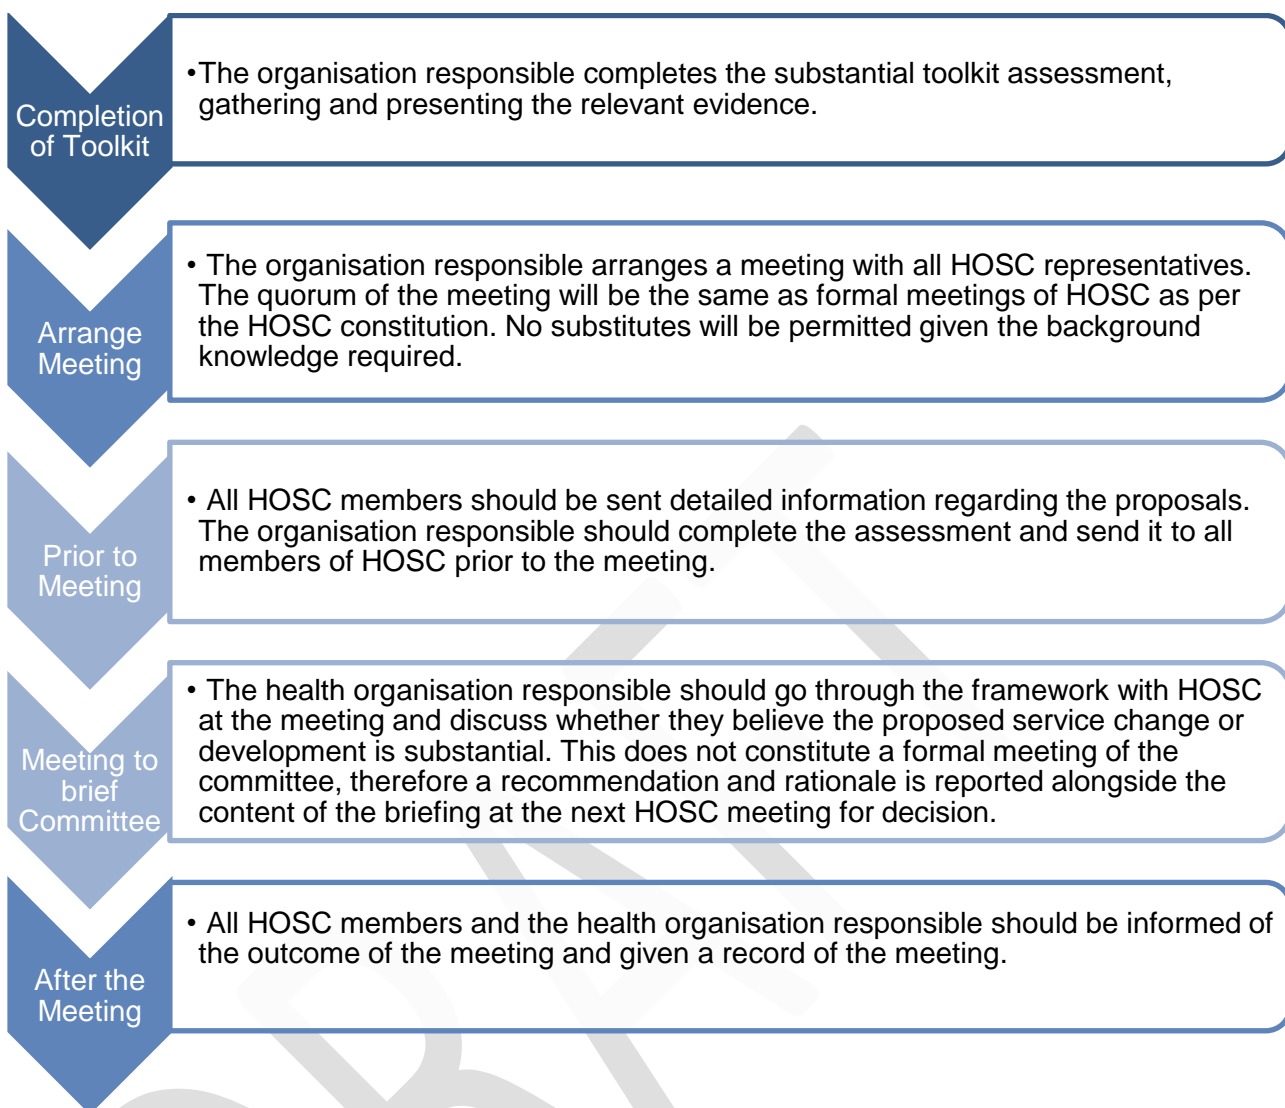 Completion
of Toolkit
•The organisation responsible completes the substantial toolkit assessment,
gathering and presenting the relevant evidence.
Arrange
Meeting
• The organisation responsible arranges a meeting with all HOSC representatives.
The quorum of the meeting will be the same as formal meetings of HOSC as per
the HOSC constitution. No substitutes will be permitted given the background
knowledge required.
Prior to
Meeting
• All HOSC members should be sent detailed information regarding the proposals.
The organisation responsible should complete the assessment and send it to all
members of HOSC prior to the meeting.
Meeting to
brief
Committee
• The health organisation responsible should go through the framework with HOSC
at the meeting and discuss whether they believe the proposed service change or
development is substantial. This does not constitute a formal meeting of the
committee, therefore a recommendation and rationale is reported alongside the
content of the briefing at the next HOSC meeting for decision.
After the
Meeting
• All HOSC members and the health organisation responsible should be informed of
the outcome of the meeting and given a record of the meeting.
DRAFT